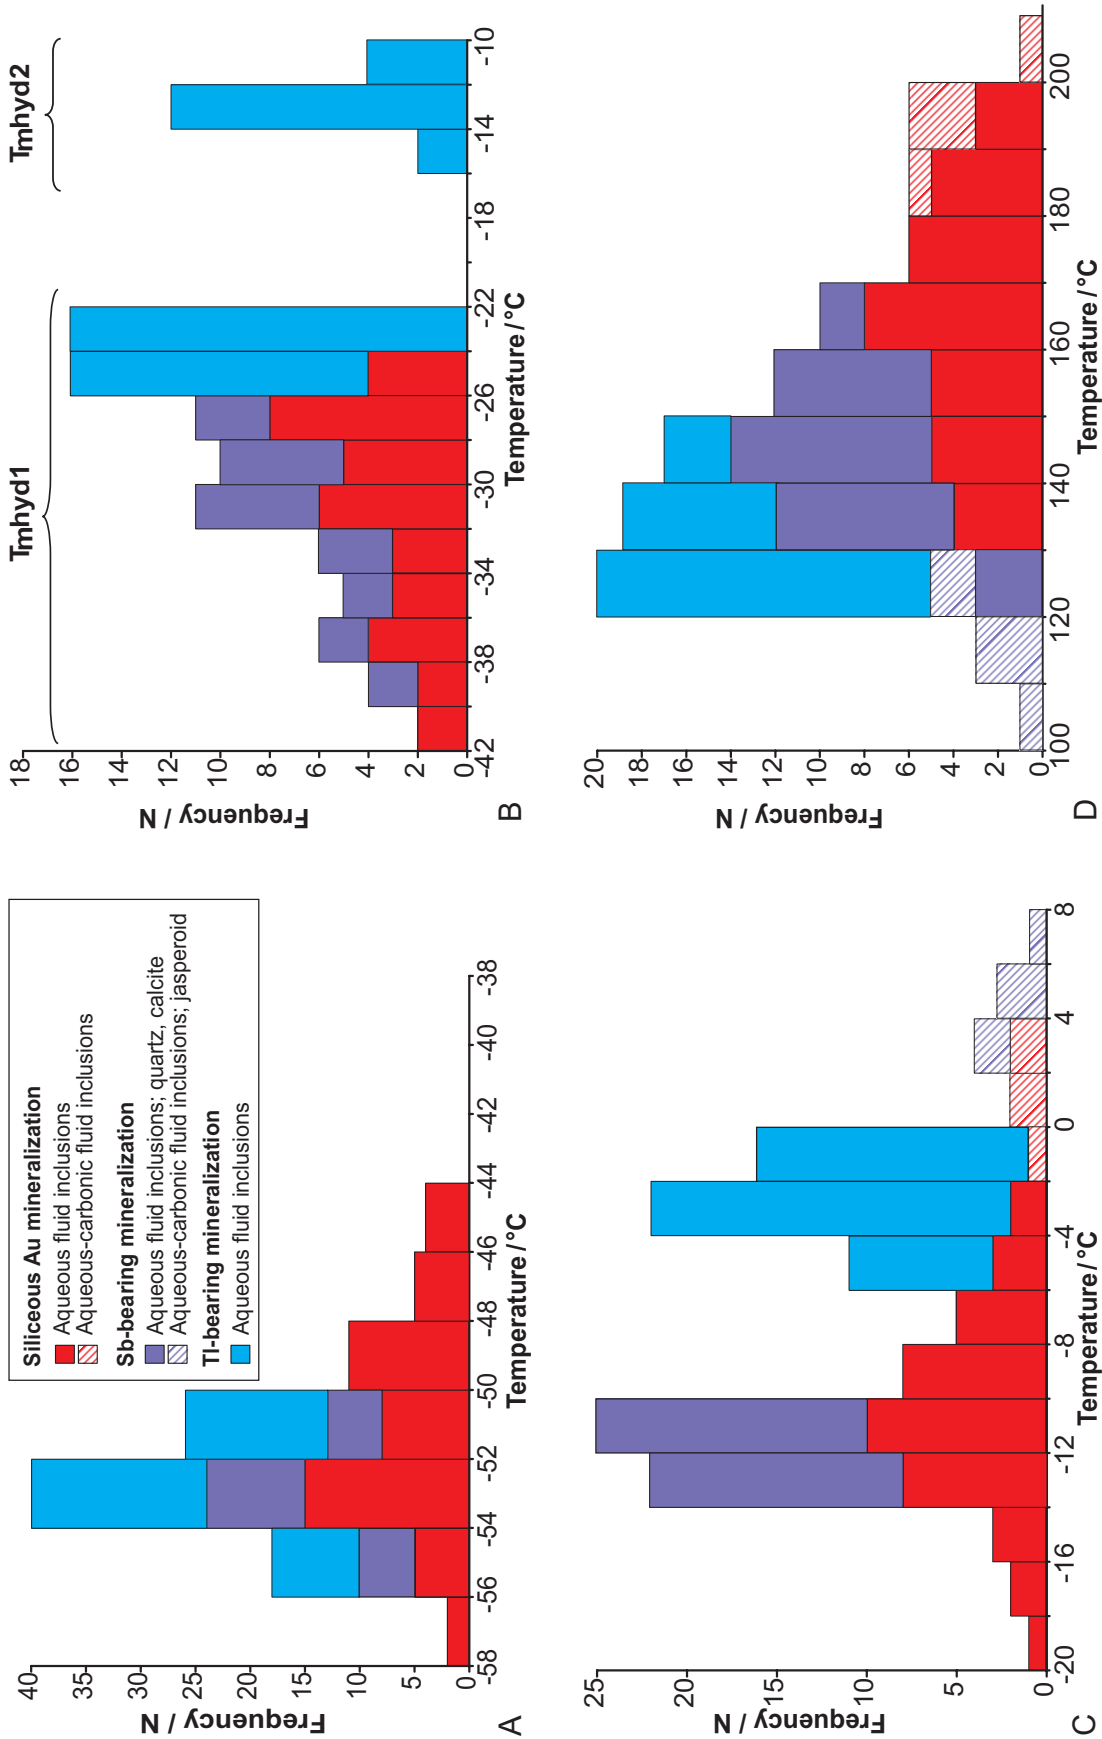 Siliceous Au mineralization
Aqueous fluid inclusions
Aqueous-carbonic fluid inclusions
Sb-bearing mineralization
Aqueous fluid inclusions; quartz, calcite
Aqueous-carbonic fluid inclusions; jasperoid
Tl-bearing mineralization
Aqueous fluid inclusions
40
35
30
25
20
15
10
5
0
Frequency / N
-58 -56 -54 -52 -50 -48 -46 -44 -42 -40 -38
Temperature/°C
A
Tmhyd1
Tmhyd2
18
16
14
12
10
8
6
4
2
0
Frequency / N
-42 -38 -34 -30 -26 -22 -18 -14 -10
Temperature/°C
B
25
20
15
10
5
0
Frequency / N
-20 -16 -12 -8 -4 0 4 8
Temperature/°C
C
20
18
16
14
12
10
8
6
4
2
0
Frequency / N
100 120 140 160 180 200
Temperature/°C
D